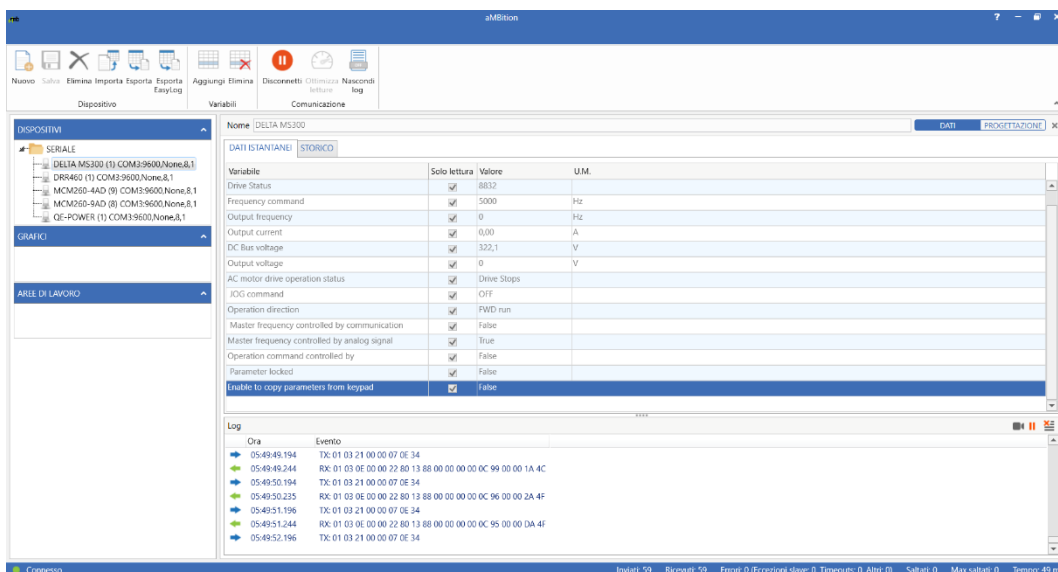 aMBition
Nuovo Salva Elimina Importa Esporta Esporta EasyLog Aggiungi Elimina Disconnetti Ottimizza letture Nascondi log
Dispositivo Variabili Comunicazione
DISPOSITIVI
SERIALE
DELTA MS300 (1) COM3:9600,None,8,1
DRR460 (1) COM3:9600,None,8,1
MCM260-4AD (9) COM3:9600,None,8,1
MCM260-9AD (8) COM3:9600,None,8,1
QE-POWER (1) COM3:9600,None,8,1
GRAFICI
AREE DI LAVORO
Nome DELTA MS300 DATI PROGETTAZIONE
DATI ISTANTANEI STORICO
Variabile Solo lettura Valore U.M.
Drive Status 8832
Frequency command 5000 Hz
Output frequency 0 Hz
Output current 0,00 A
DC Bus voltage 322,1 V
Output voltage 0 V
AC motor drive operation status Drive Stops
JOG command OFF
Operation direction FWD run
Master frequency controlled by communication False
Master frequency controlled by analog signal True
Operation command controlled by False
Parameter locked False
Enable to copy parameters from keypad False
Log
Ora Evento
05:49:49.194 TX: 01 03 21 00 00 07 0E 34
05:49:49.244 RX: 01 03 0E 00 00 22 80 13 88 00 00 00 00 0C 99 00 00 1A 4C
05:49:50.194 TX: 01 03 21 00 00 07 0E 34
05:49:50.235 RX: 01 03 0E 00 00 22 80 13 88 00 00 00 00 0C 96 00 00 2A 4F
05:49:51.196 TX: 01 03 21 00 00 07 0E 34
05:49:51.244 RX: 01 03 0E 00 00 22 80 13 88 00 00 00 00 0C 95 00 00 DA 4F
05:49:52.196 TX: 01 03 21 00 00 07 0E 34
Connesso Inviati: 59 Ricevuti: 59 Errori: 0 (Eccezioni slave: 0, Timeouts: 0, Altri: 0) Saltati: 0 Max saltati: 0 Tempo: 49 m